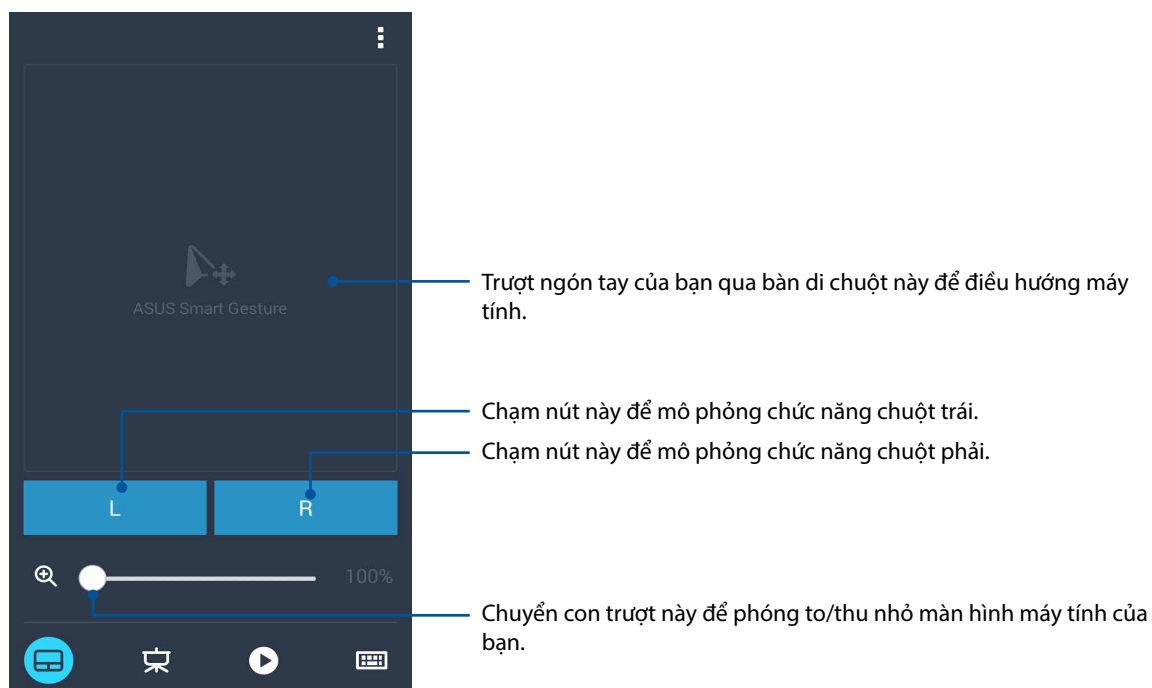 ASUS Smart Gesture
Trượt ngón tay của bạn qua bàn di chuột này để điều hướng máy
tính.
Chạm nút này để mô phỏng chức năng chuột trái.
Chạm nút này để mô phỏng chức năng chuột phải.
L
R
100%
Chuyển con trượt này để phóng to/thu nhỏ màn hình máy tính của
bạn.